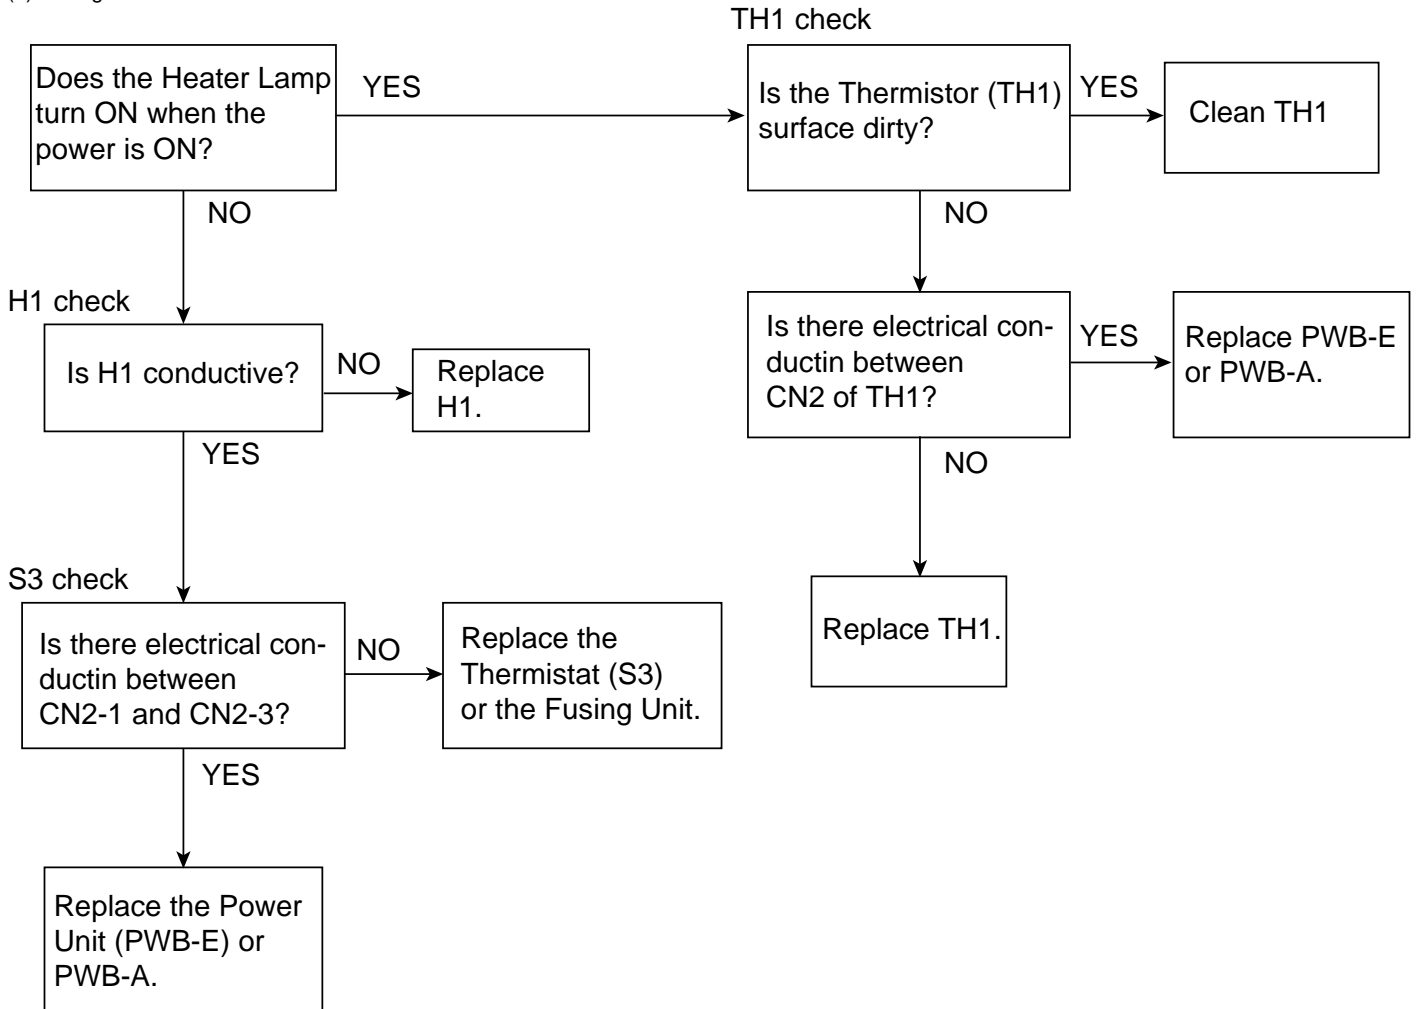 TH1 check
Does the Heater Lamp
turn ON when the
power is ON?
YES
Is the Thermistor (TH1)
surface dirty?
YES
Clean TH1
NO
NO
H1 check
Is H1 conductive?
NO
Replace
H1.
Is there electrical con-
ductin between
CN2 of TH1?
YES
Replace PWB-E
or PWB-A.
YES
NO
S3 check
Is there electrical con-
ductin between
CN2-1 and CN2-3?
NO
Replace the
Thermistat (S3)
or the Fusing Unit.
Replace TH1.
YES
Replace the Power
Unit (PWB-E) or
PWB-A.